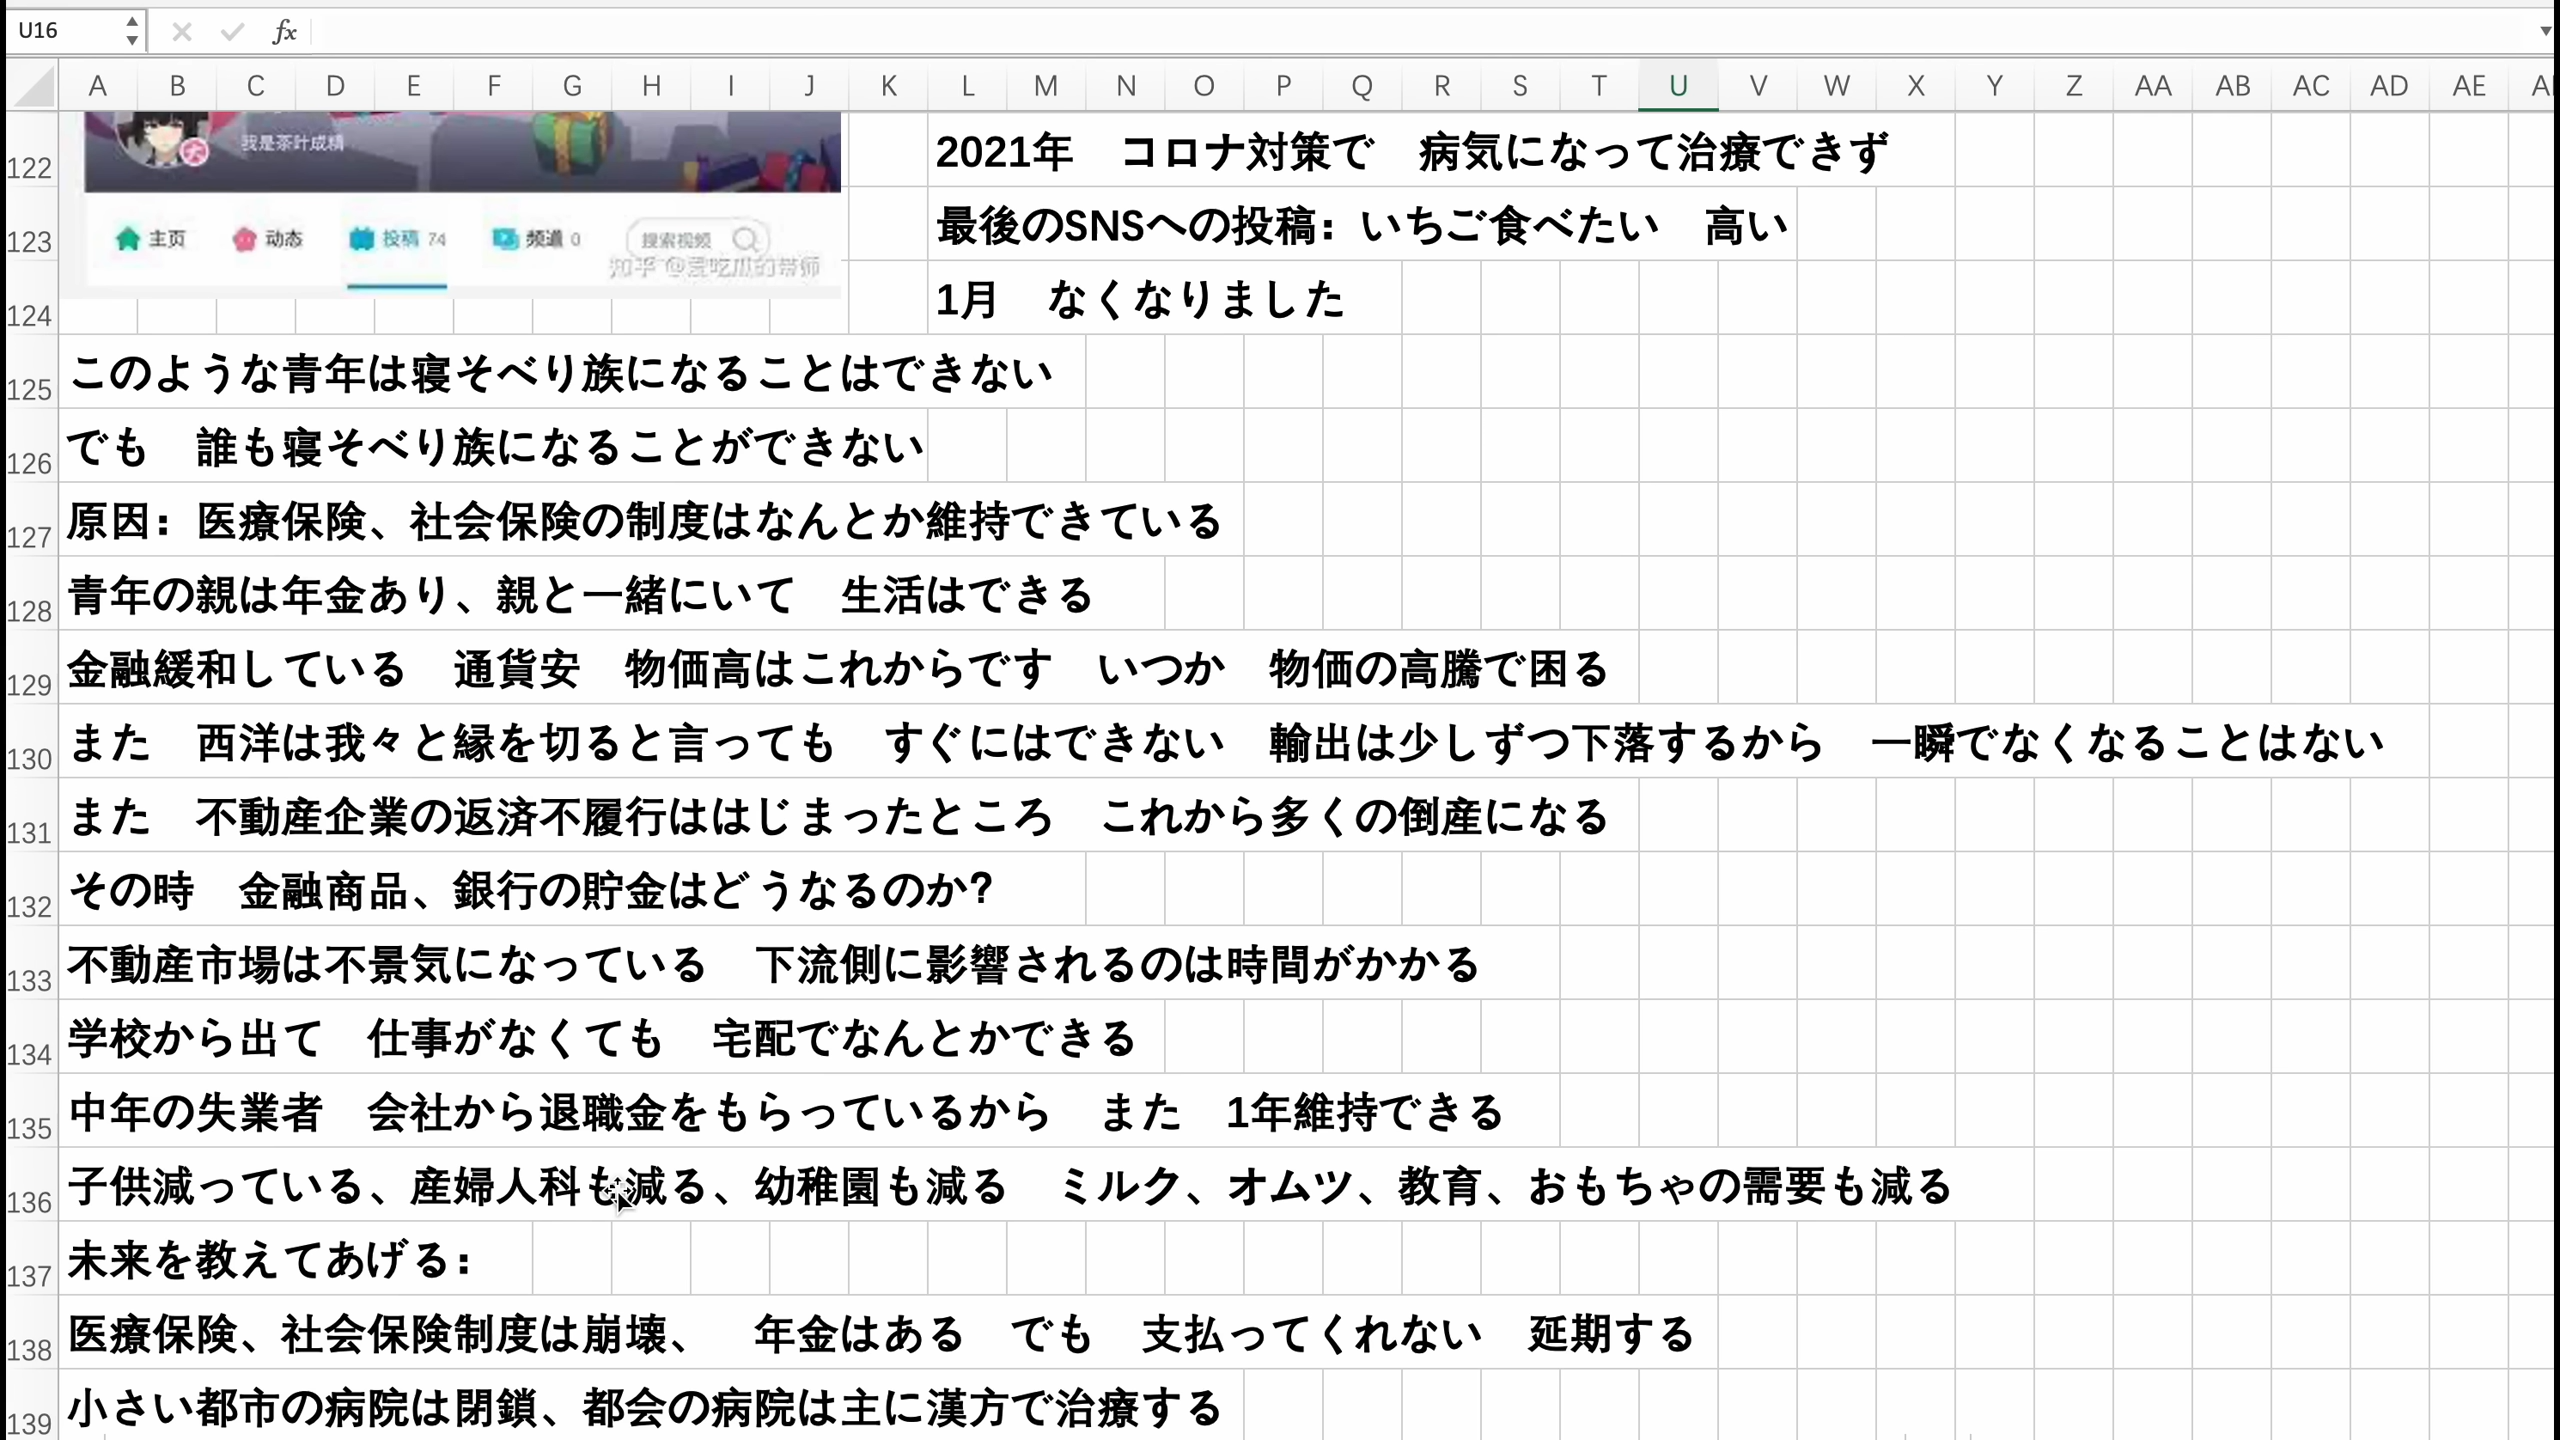 U16
fx
A B C D E F G H I J K L M N O P Q R S T U V W X Y Z AA AB AC AD AE
我是茶叶成精
122 2021年　コロナ対策で　病気になって治療できず
主页 动态 投稿 74 频道 0 搜索视频
123 最後のSNSへの投稿：いちご食べたい　高い
知乎
124 1月　なくなりました
125 このような青年は寝そべり族になることはできない
126 でも　誰も寝そべり族になることができない
127 原因：医療保険、社会保険の制度はなんとか維持できている
128 青年の親は年金あり、親と一緒にいて　生活はできる
129 金融緩和している　通貨安　物価高はこれからです　いつか　物価の高騰で困る
130 また　西洋は我々と縁を切ると言っても　すぐにはできない　輸出は少しずつ下落するから　一瞬でなくなることはない
131 また　不動産企業の返済不履行ははじまったところ　これから多くの倒産になる
132 その時　金融商品、銀行の貯金はどうなるのか?
133 不動産市場は不景気になっている　下流側に影響されるのは時間がかかる
134 学校から出て　仕事がなくても　宅配でなんとかできる
135 中年の失業者　会社から退職金をもらっているから　また　1年維持できる
136 子供減っている、産婦人科も減る、幼稚園も減る　ミルク、オムツ、教育、おもちゃの需要も減る
137 未来を教えてあげる：
138 医療保険、社会保険制度は崩壊、　年金はある　でも　支払ってくれない　延期する
139 小さい都市の病院は閉鎖、都会の病院は主に漢方で治療する